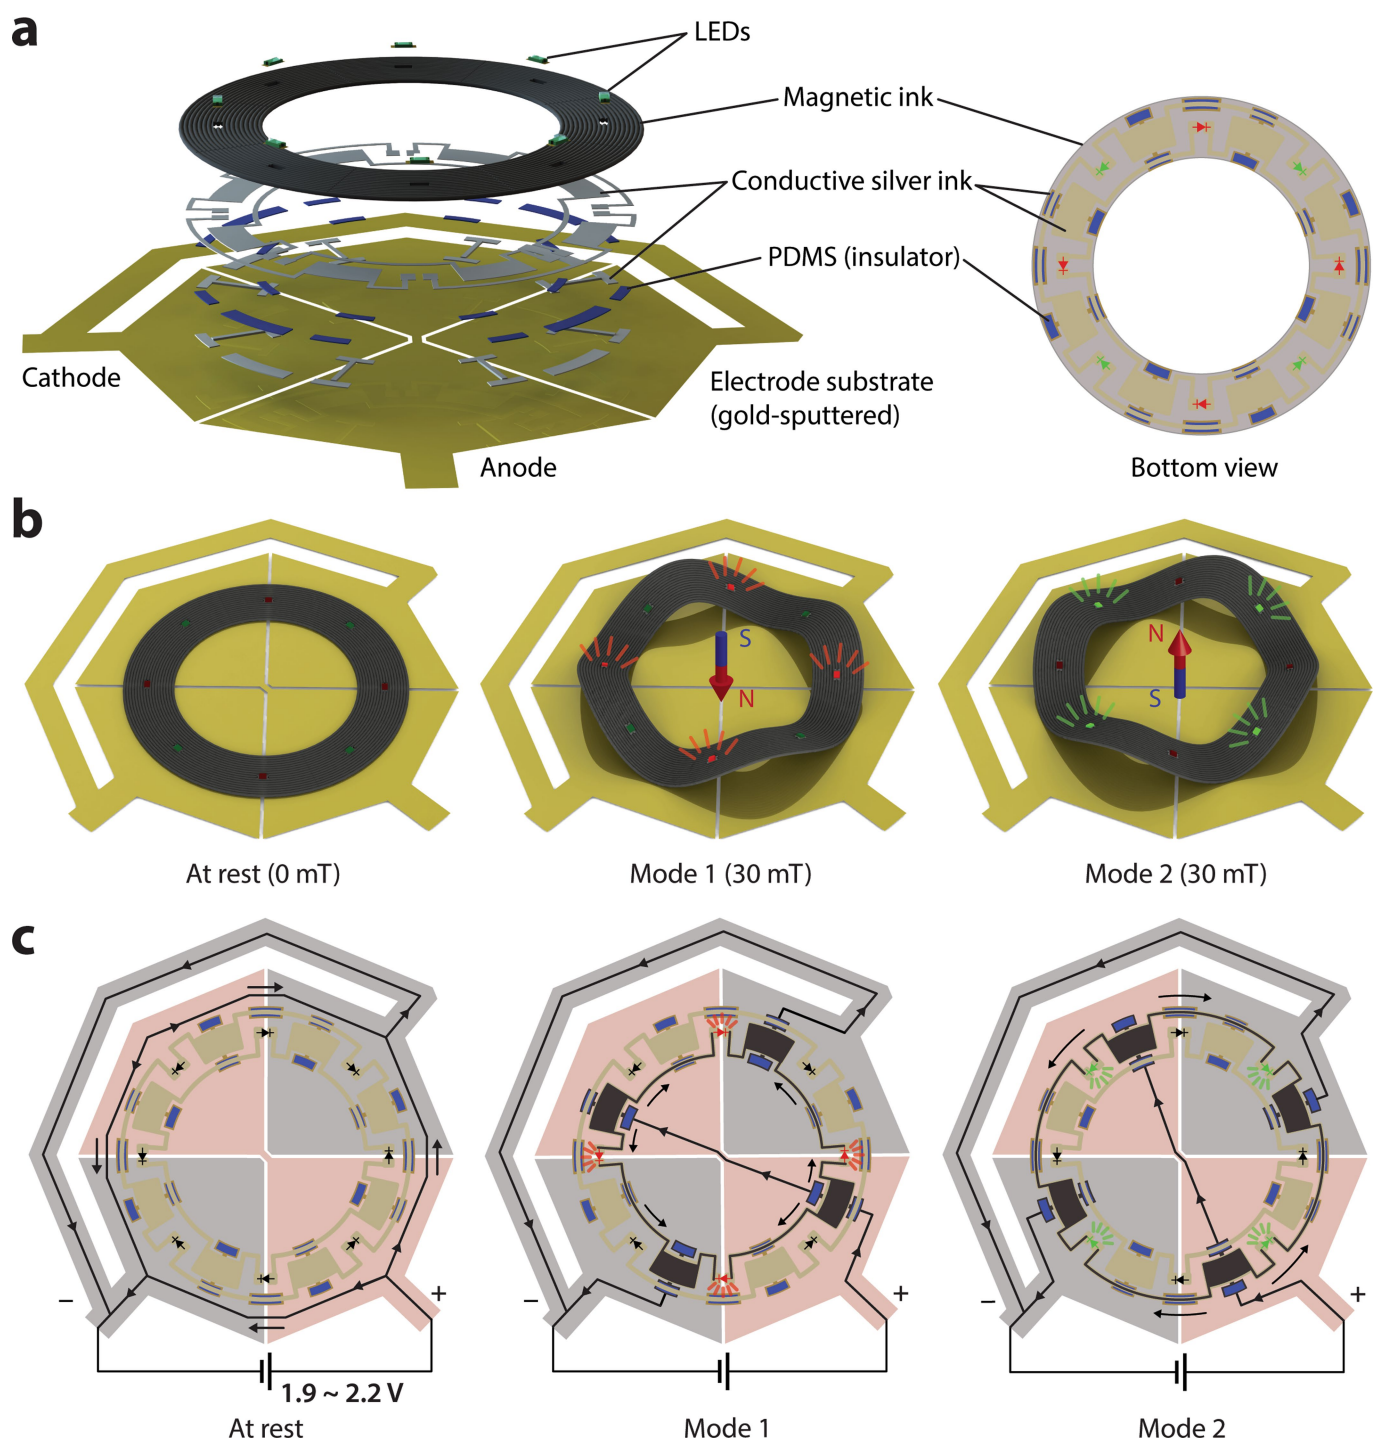 a
LEDs
Magnetic ink
Conductive silver ink
PDMS (insulator)
Cathode
Electrode substrate
(gold-sputtered)
Anode
Bottom view
b
S
N
N
S
At rest (0 mT)
Mode 1 (30 mT)
Mode 2 (30 mT)
c
–
+
–
+
–
+
1.9 ~ 2.2 V
At rest
Mode 1
Mode 2